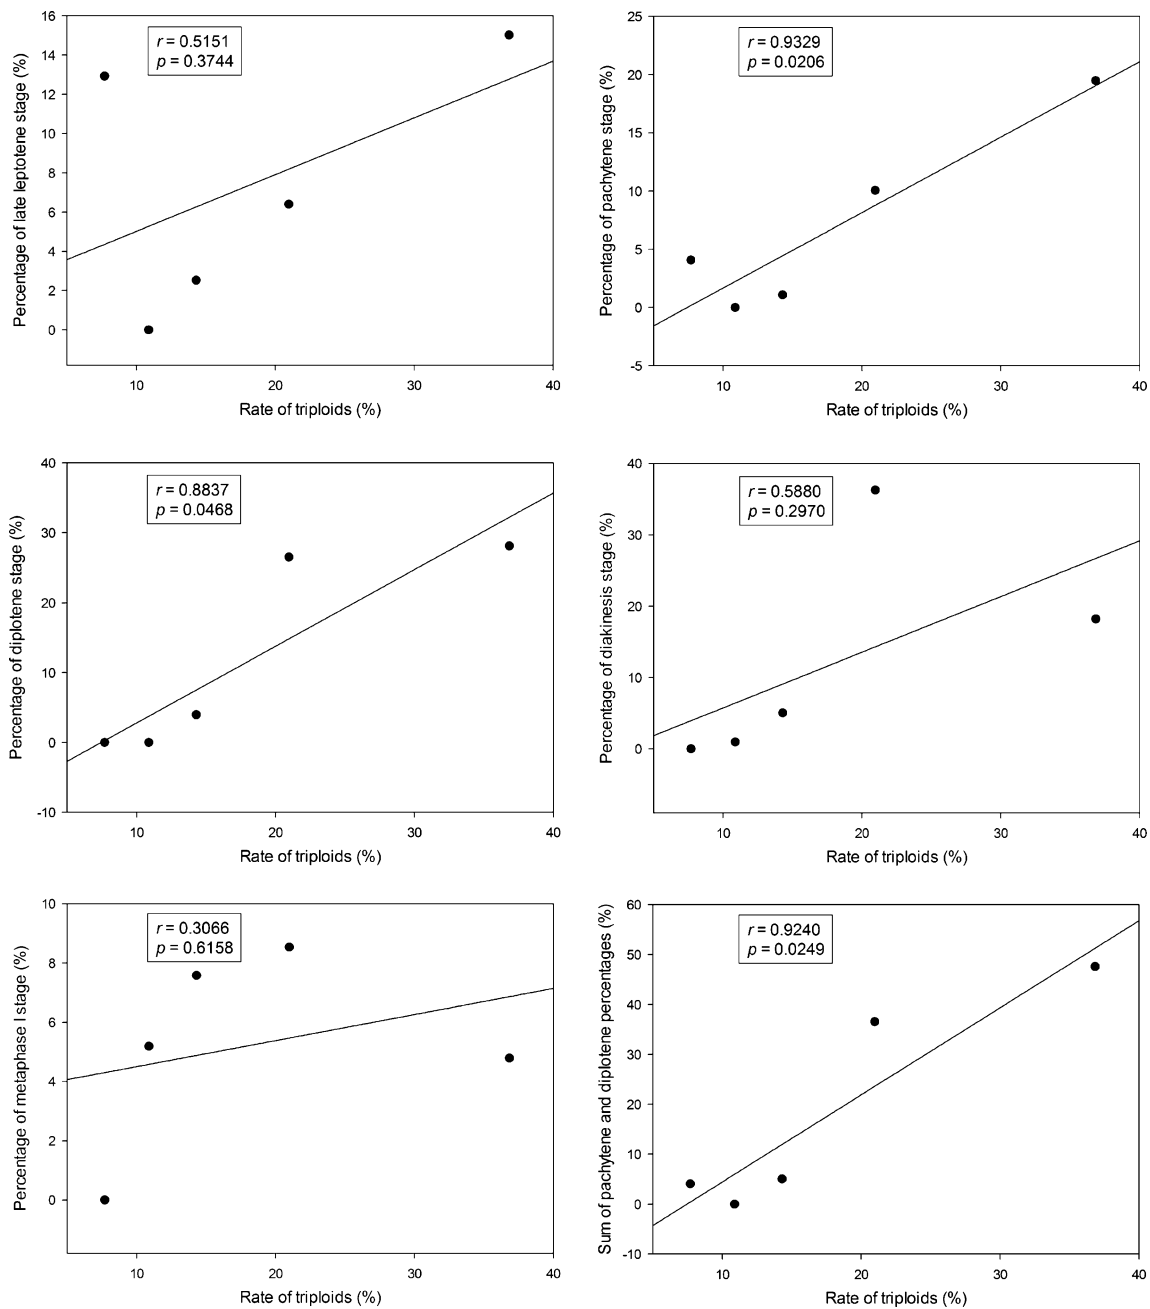 r = 0.5151
p = 0.3744
Percentage of late leptotene stage (%)
16
14
12
10
8
6
4
2
0
10
20
30
40
Rate of triploids (%)
r = 0.9329
p = 0.0206
Percentage of pachytene stage (%)
25
20
15
10
5
0
-5
10
20
30
40
Rate of triploids (%)
r = 0.8837
p = 0.0468
Percentage of diplotene stage (%)
40
30
20
10
0
-10
10
20
30
40
Rate of triploids (%)
r = 0.5880
p = 0.2970
Percentage of diakinesis stage (%)
40
30
20
10
0
10
20
30
40
Rate of triploids (%)
r = 0.3066
p = 0.6158
Percentage of metaphase I stage (%)
10
8
6
4
2
0
10
20
30
40
Rate of triploids (%)
r = 0.9240
p = 0.0249
Sum of pachytene and diplotene percentages (%)
60
50
40
30
20
10
0
-10
10
20
30
40
Rate of triploids (%)